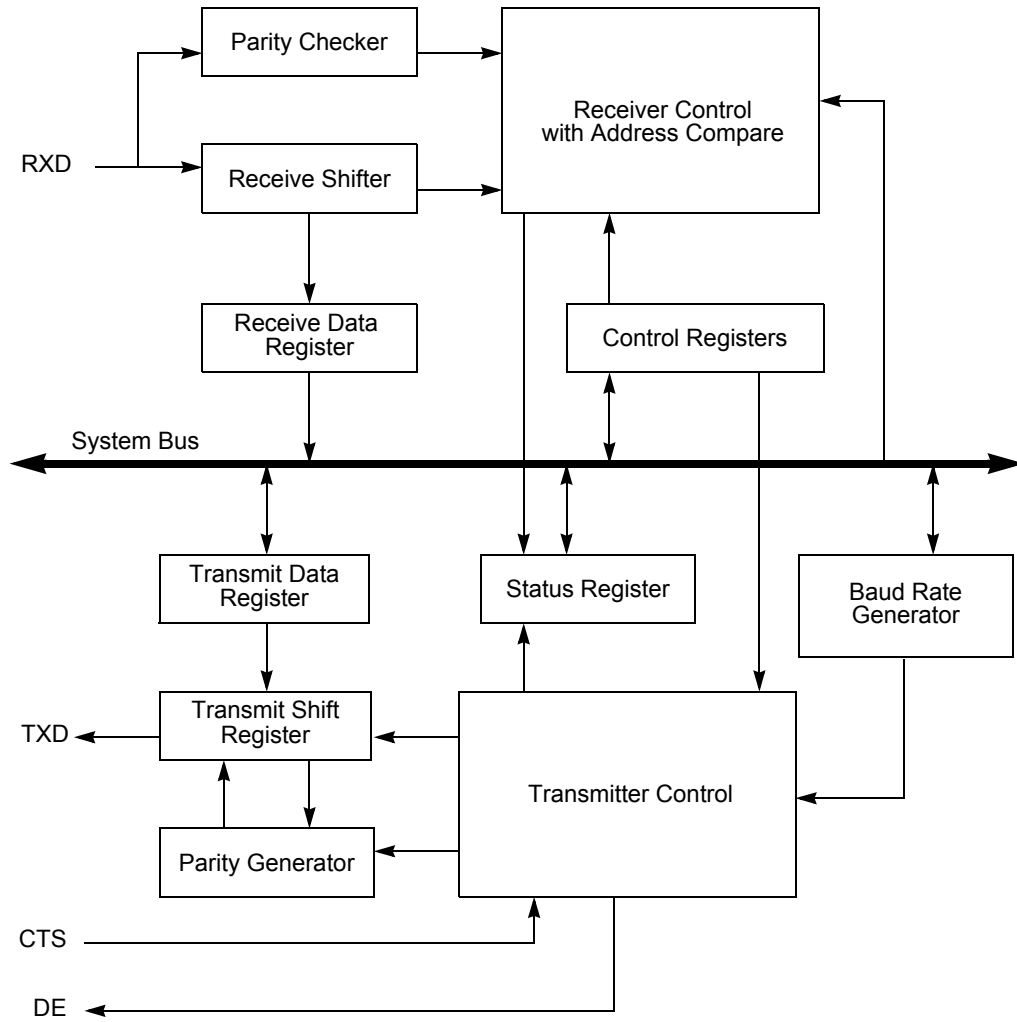 Parity Checker
Receiver Control
with Address Compare
RXD
Receive Shifter
Receive Data
Register
Control Registers
System Bus
Transmit Data
Register
Status Register
Baud Rate
Generator
Transmit Shift
Register
TXD
Transmitter Control
Parity Generator
CTS
DE